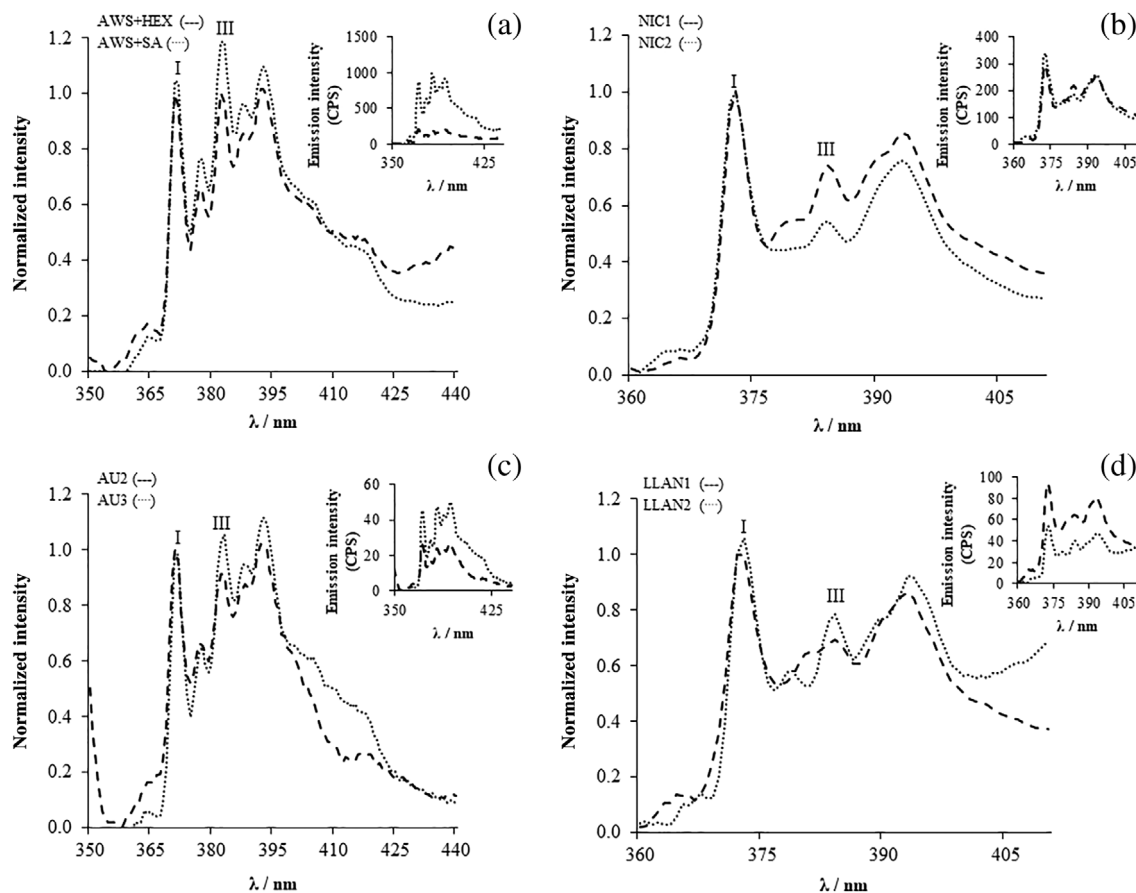 (a)
AWS+HEX (---)
AWS+SA (....)
I
III
Normalized intensity
1.2
1.0
0.8
0.6
0.4
0.2
0.0
350 365 380 395 410 425 440
λ / nm
Emission intensity
(CPS)
1500
1000
500
0
350 425
λ / nm
(b)
NIC1 (---)
NIC2 (....)
I
III
Normalized intensity
1.2
1.0
0.8
0.6
0.4
0.2
0.0
360 375 390 405
λ / nm
Emission intensity
(CPS)
400
300
200
100
0
360 375 390 405
λ / nm
(c)
AU2 (---)
AU3 (....)
I
III
Normalized intensity
1.2
1.0
0.8
0.6
0.4
0.2
0.0
350 365 380 395 410 425 440
λ / nm
Emission intensity
(CPS)
60
40
20
0
350 425
λ / nm
(d)
LLAN1 (---)
LLAN2 (....)
I
III
Normalized intensity
1.2
1.0
0.8
0.6
0.4
0.2
0.0
360 375 390 405
λ / nm
Emission intesnity
(CPS)
100
80
60
40
20
0
360 375 390 405
λ / nm